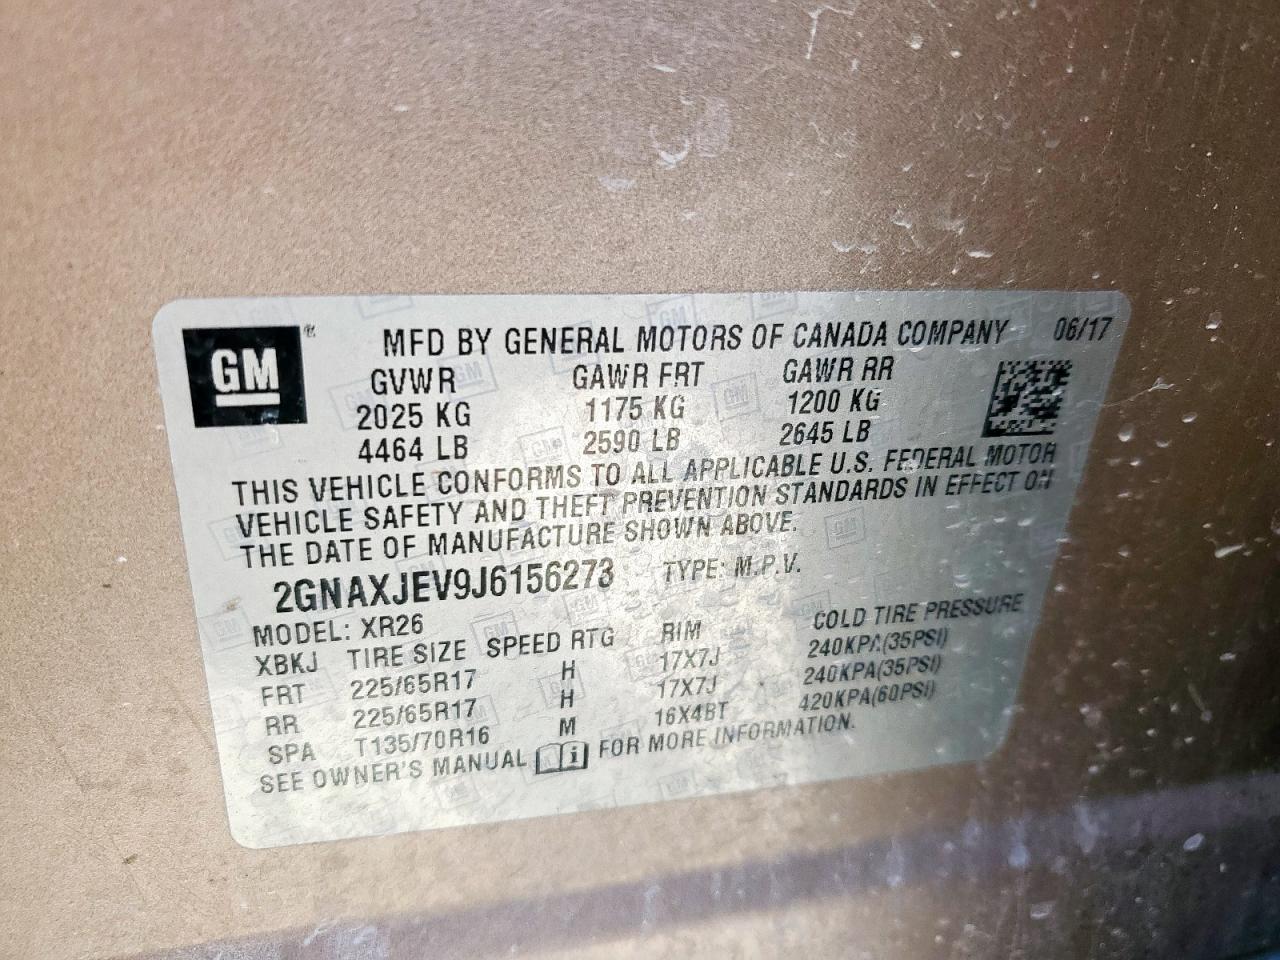 GM ® MFD BY GENERAL MOTORS OF CANADA COMPANY 06/17
GVWR GAWR FRT GAWR RR
2025 KG 1175 KG 1200 KG
4464 LB 2590 LB 2645 LB
THIS VEHICLE CONFORMS TO ALL APPLICABLE U.S. FEDERAL MOTOR
VEHICLE SAFETY AND THEFT PREVENTION STANDARDS IN EFFECT ON
THE DATE OF MANUFACTURE SHOWN ABOVE.
2GNAXJEV9J6156273 TYPE: M.P.V.
MODEL: XR26
XBKJ TIRE SIZE SPEED RTG RIM COLD TIRE PRESSURE
FRT 225/65R17 H 17X7J 240KPA(35PSI)
RR 225/65R17 H 17X7J 240KPA(35PSI)
SPA T135/70R16 M 16X4BT 420KPA(60PSI)
SEE OWNER'S MANUAL i FOR MORE INFORMATION.